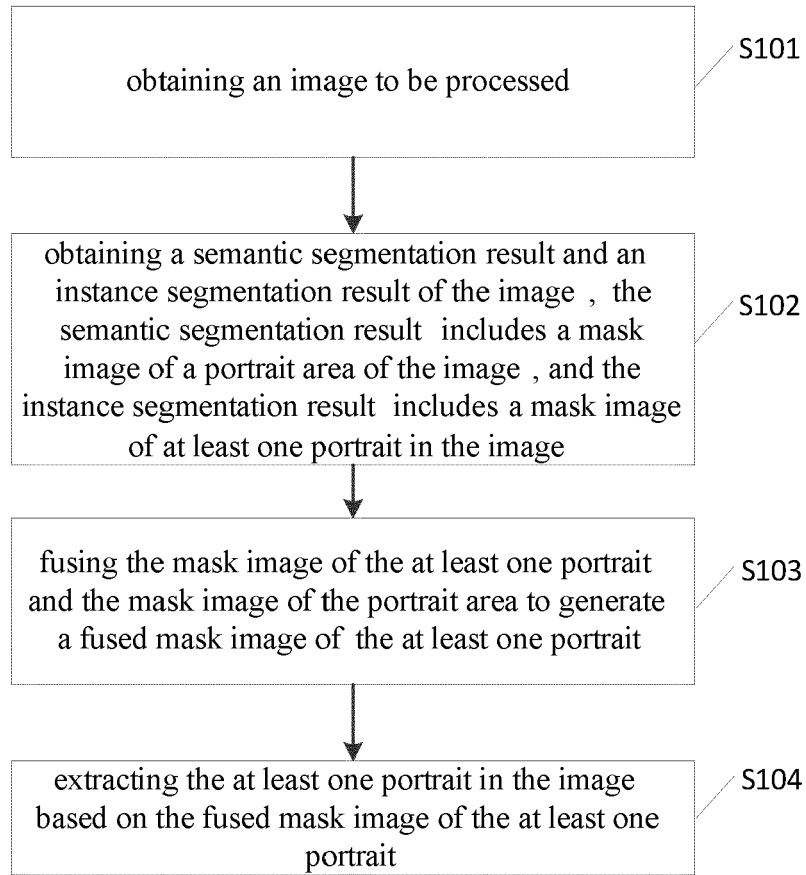 obtaining an image to be processed
S101
obtaining a semantic segmentation result and an
instance segmentation result of the image , the
semantic segmentation result includes a mask
image of a portrait area of the image , and the
instance segmentation result includes a mask image
of at least one portrait in the image
S102
fusing the mask image of the at least one portrait
and the mask image of the portrait area to generate
a fused mask image of the at least one portrait
S103
extracting the at least one portrait in the image
based on the fused mask image of the at least one
portrait
S104